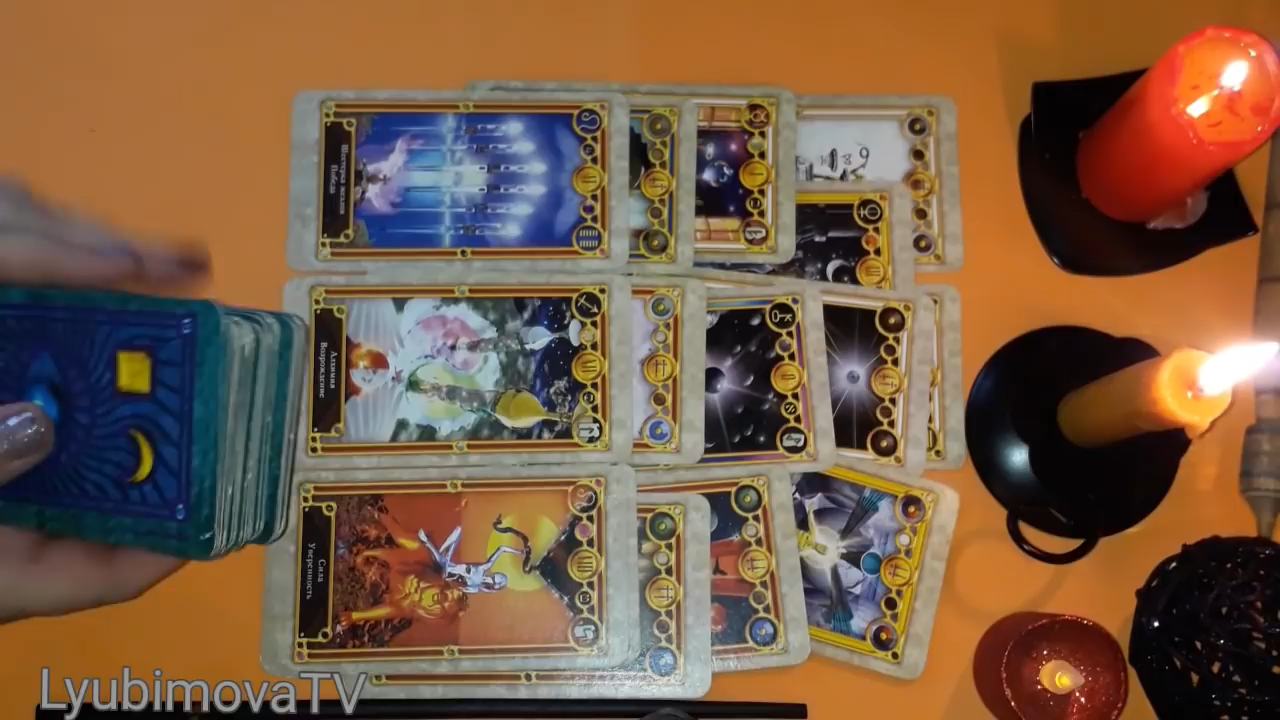 Шестерка жезлов
Победа
Алхимия
Возрождение
Сила
Уверенность
LyubimovaTV